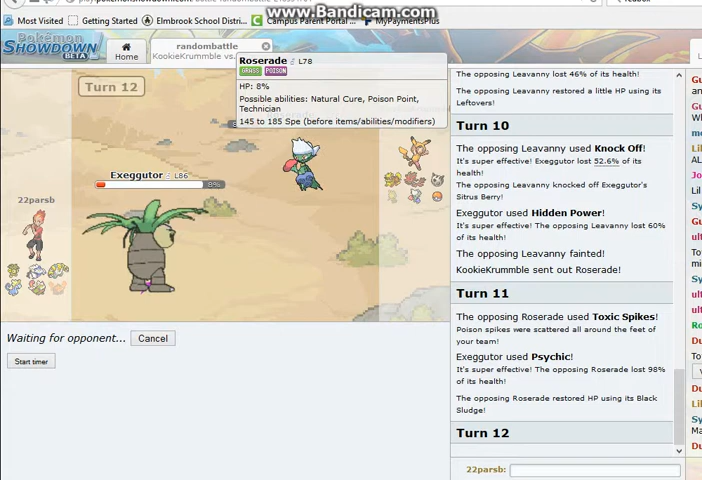 www.Bandicam.com
Most Visited
Getting Started
Elmbrook School Distri...
Campus Parent Portal
MyPaymentsPlus
Pokémon
SHOWDOWN
BETA
Home
randombattle
KookieKrummble vs.
Turn 12
Roserade L78
GRASS POISON
HP: 8%
Possible abilities: Natural Cure, Poison Point,
Technician
145 to 185 Spe (before items/abilities/modifiers)
Exeggutor L86
8%
22parsb
Waiting for opponent... Cancel
Start timer
The opposing Leavanny lost 46% of its health!
The opposing Leavanny restored a little HP using its
Leftovers!
Turn 10
The opposing Leavanny used Knock Off!
It's super effective! Exeggutor lost 52.6% of its
health!
The opposing Leavanny knocked off Exeggutor's
Sitrus Berry!
Exeggutor used Hidden Power!
It's super effective! The opposing Leavanny lost 60%
of its health!
The opposing Leavanny fainted!
KookieKrummble sent out Roserade!
Turn 11
The opposing Roserade used Toxic Spikes!
Poison spikes were scattered all around the feet of
your team!
Exeggutor used Psychic!
It's super effective! The opposing Roserade lost 98%
of its health!
The opposing Roserade restored HP using its Black
Sludge!
Turn 12
22parsb: